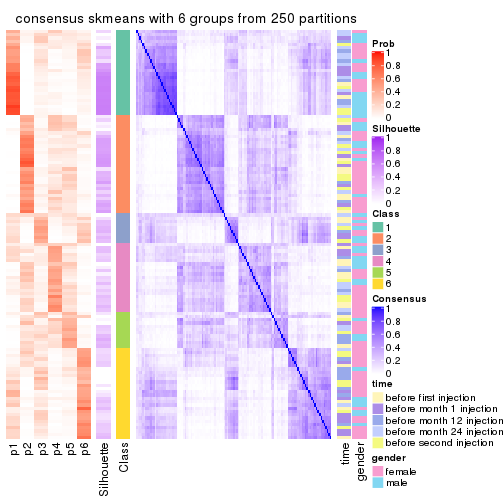 consensus skmeans with 6 groups from 250 partitions
Prob
1
0.8
0.6
0.4
0.2
0
Silhouette
1
0.8
0.6
0.4
0.2
0
Class
1
2
3
4
5
6
Consensus
1
0.8
0.6
0.4
0.2
0
time
before first injection
before month 1 injection
before month 12 injection
before month 24 injection
before second injection
gender
female
male
p1
p2
p3
p4
p5
p6
Silhouette
Class
time
gender